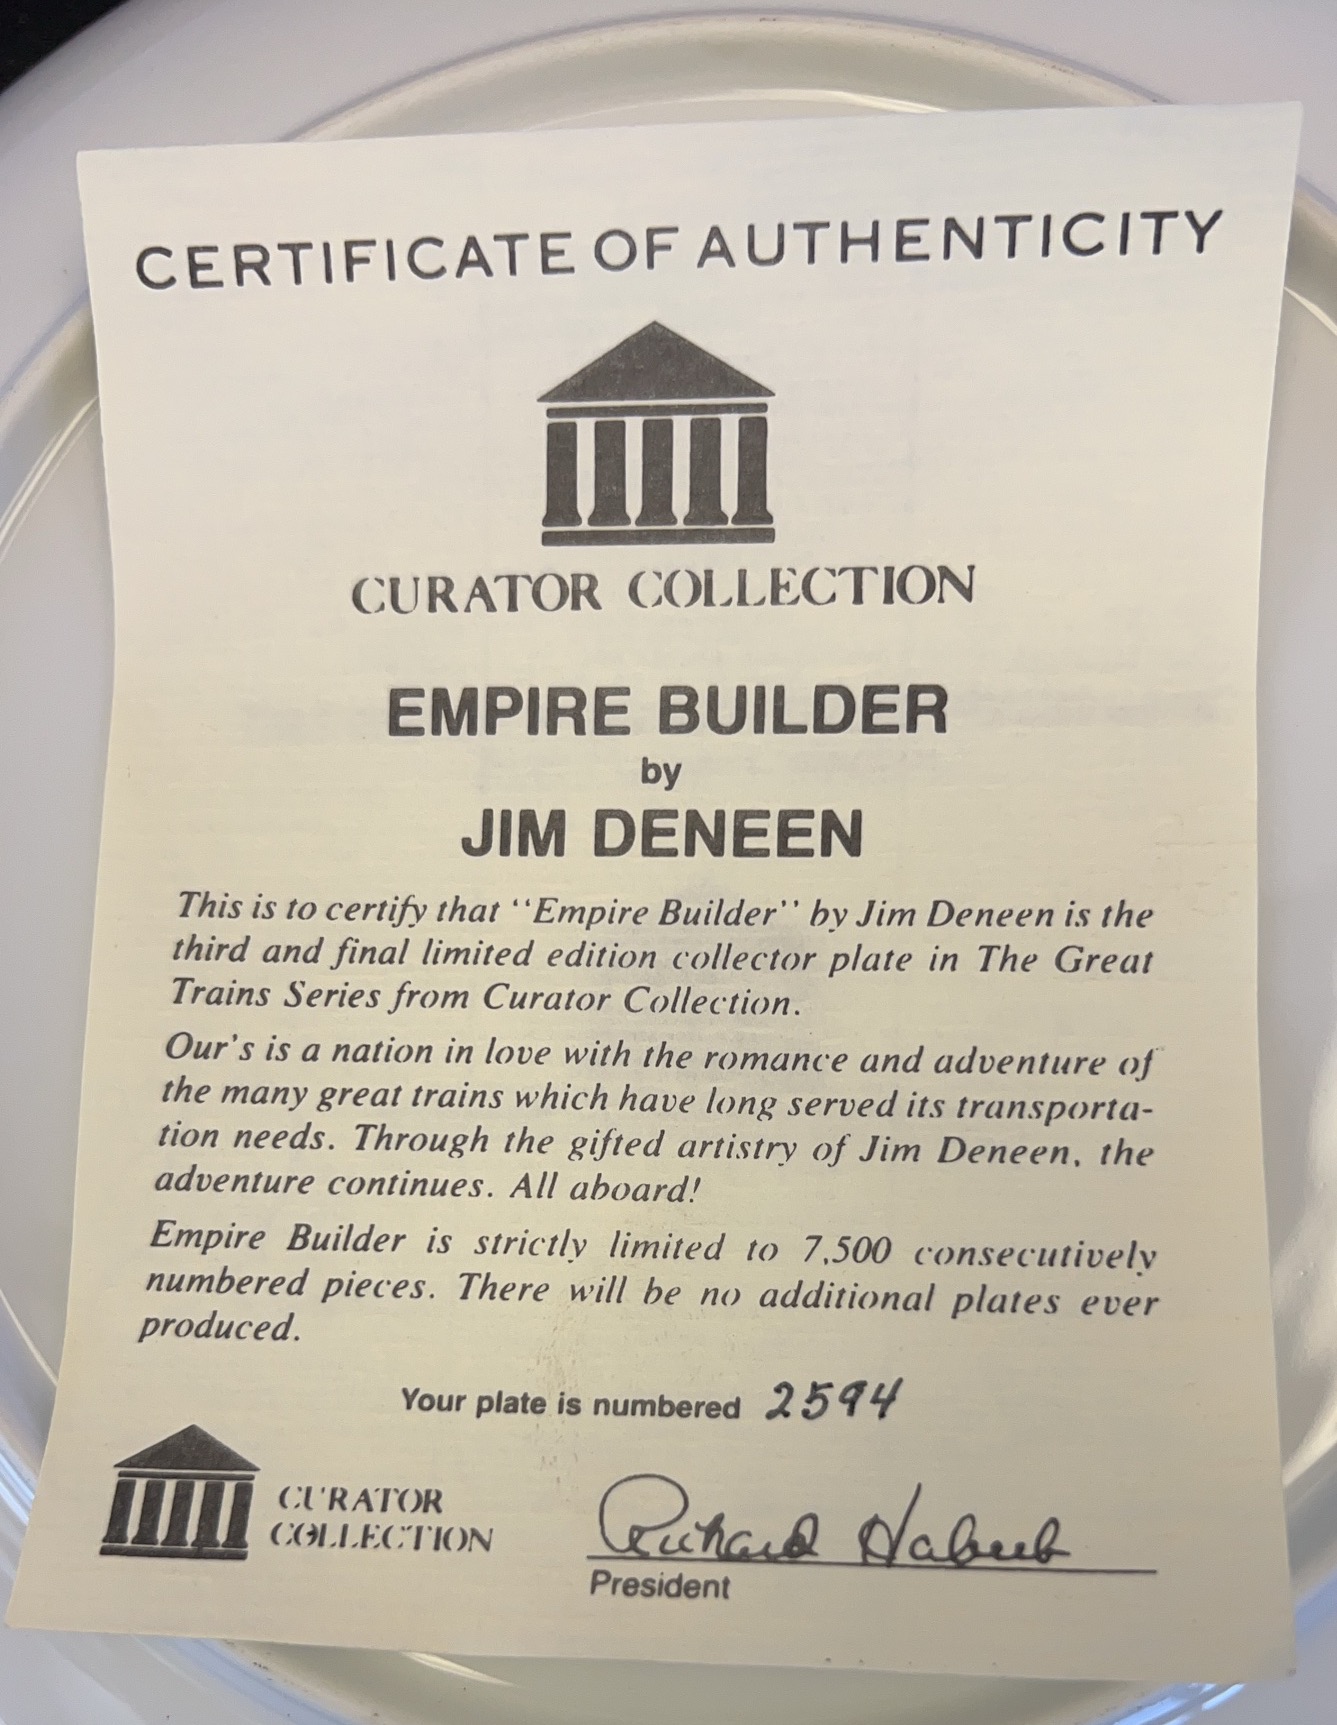 CERTIFICATE OF AUTHENTICITY
CURATOR COLLECTION
EMPIRE BUILDER
by
JIM DENEEN
This is to certify that ‘‘Empire Builder’’ by Jim Deneen is the
third and final limited edition collector plate in The Great
Trains Series from Curator Collection.
Our's is a nation in love with the romance and adventure of
the many great trains which have long served its transporta-
tion needs. Through the gifted artistry of Jim Deneen, the
adventure continues. All aboard!
Empire Builder is strictly limited to 7,500 consecutively
numbered pieces. There will be no additional plates ever
produced.
Your plate is numbered 2594
CURATOR
COLLECTION
Richard Habeeb
President